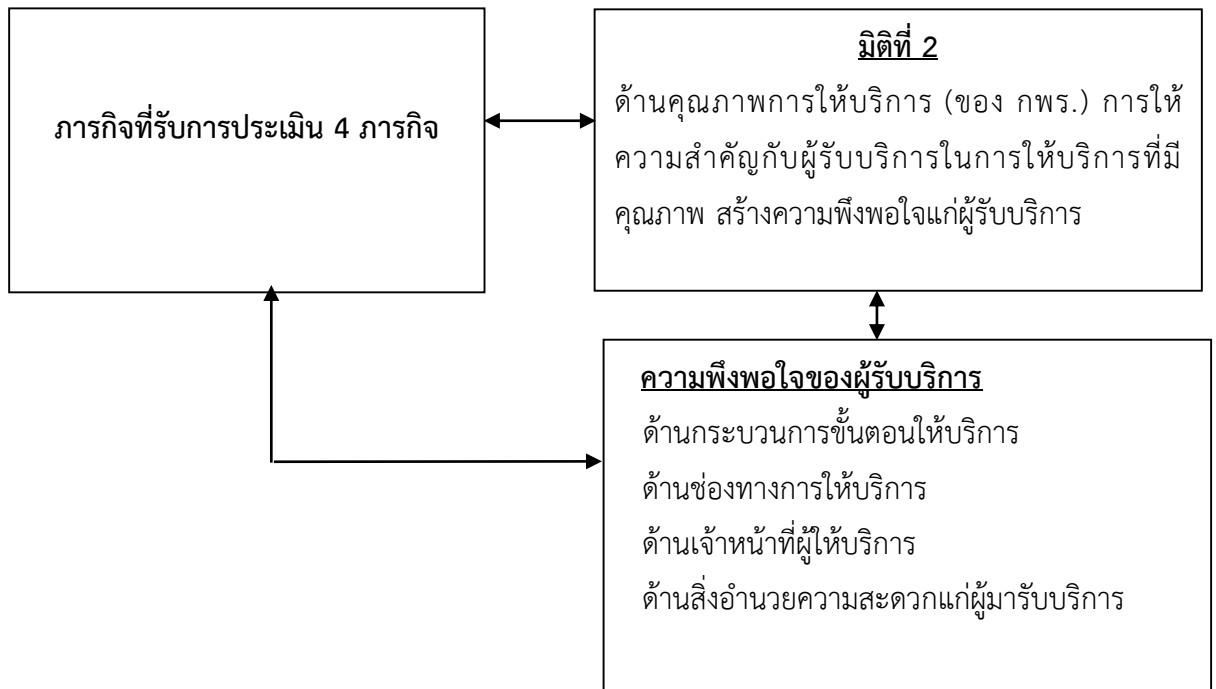 ภารกิจที่รับการประเมิน 4 ภารกิจ
มิติที่ 2
ด้านคุณภาพการให้บริการ (ของ กพร.) การให้
ความสำคัญกับผู้รับบริการในการให้บริการที่มี
คุณภาพ สร้างความพึงพอใจแก่ผู้รับบริการ
ความพึงพอใจของผู้รับบริการ
ด้านกระบวนการขั้นตอนให้บริการ
ด้านช่องทางการให้บริการ
ด้านเจ้าหน้าที่ผู้ให้บริการ
ด้านสิ่งอำนวยความสะดวกแก่ผู้มารับบริการ